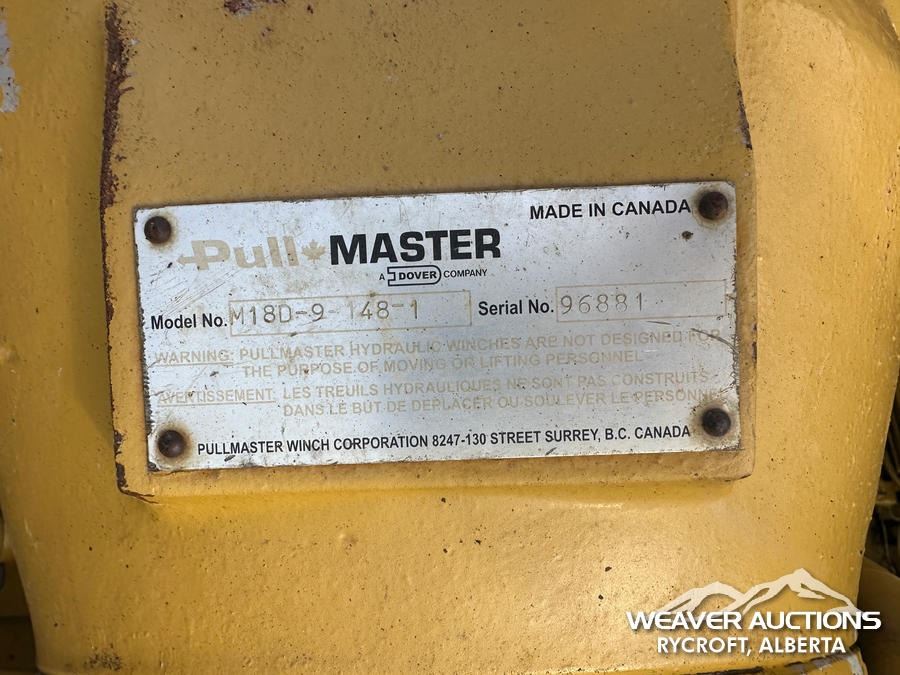 MADE IN CANADA
Pull MASTER
A DOVER COMPANY
Model No. M18D-9-148-1 Serial No. 96881
WARNING: PULLMASTER HYDRAULIC WINCHES ARE NOT DESIGNED FOR
THE PURPOSE OF MOVING OR LIFTING PERSONNEL
AVERTISSEMENT: LES TREUILS HYDRAULIQUES NE SONT PAS CONSTRUITS
DANS LE BUT DE DEPLACER OU SOULEVER LE PERSONNEL
PULLMASTER WINCH CORPORATION 8247-130 STREET SURREY, B.C. CANADA
WEAVER AUCTIONS
RYCROFT, ALBERTA